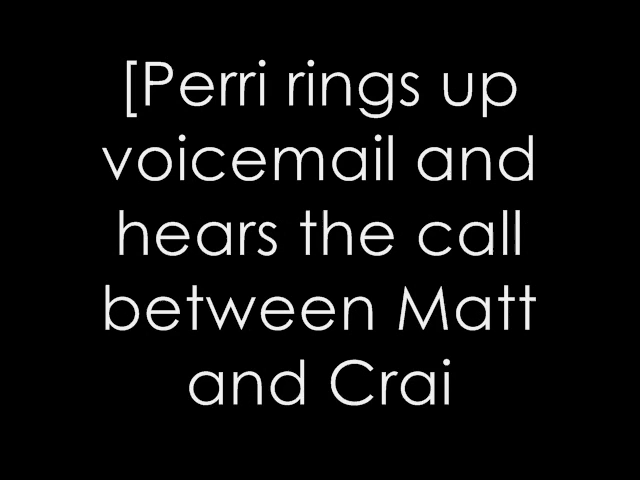 [Perri rings up
voicemail and
hears the call
between Matt
and Crai